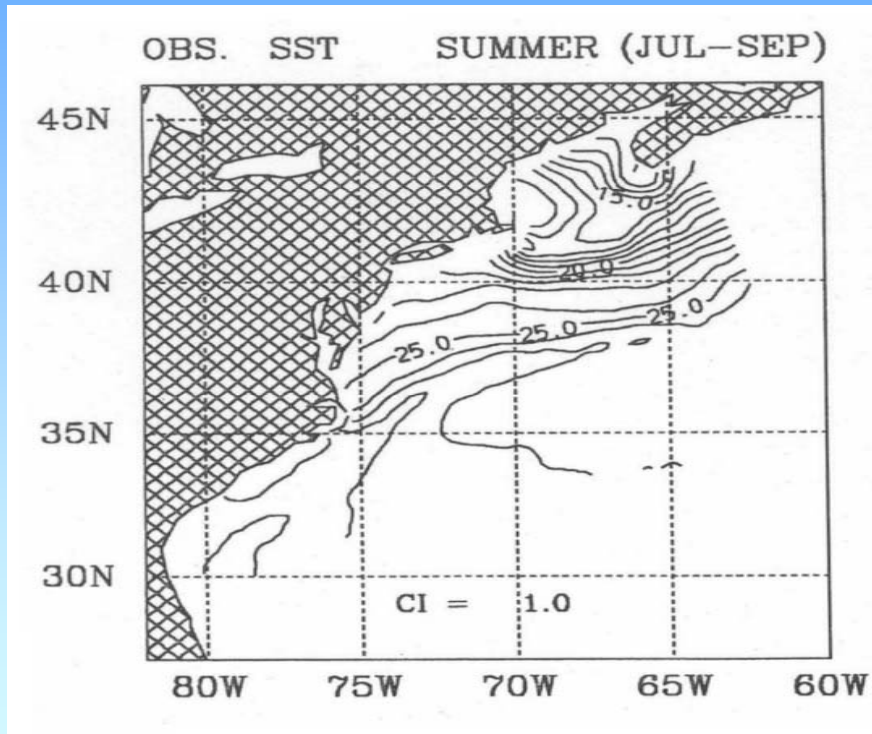 OBS. SST SUMMER (JUL-SEP)
45N
15.0
20.0
40N
25.0
25.0
25.0
35N
30N
CI = 1.0
80W 75W 70W 65W 60W